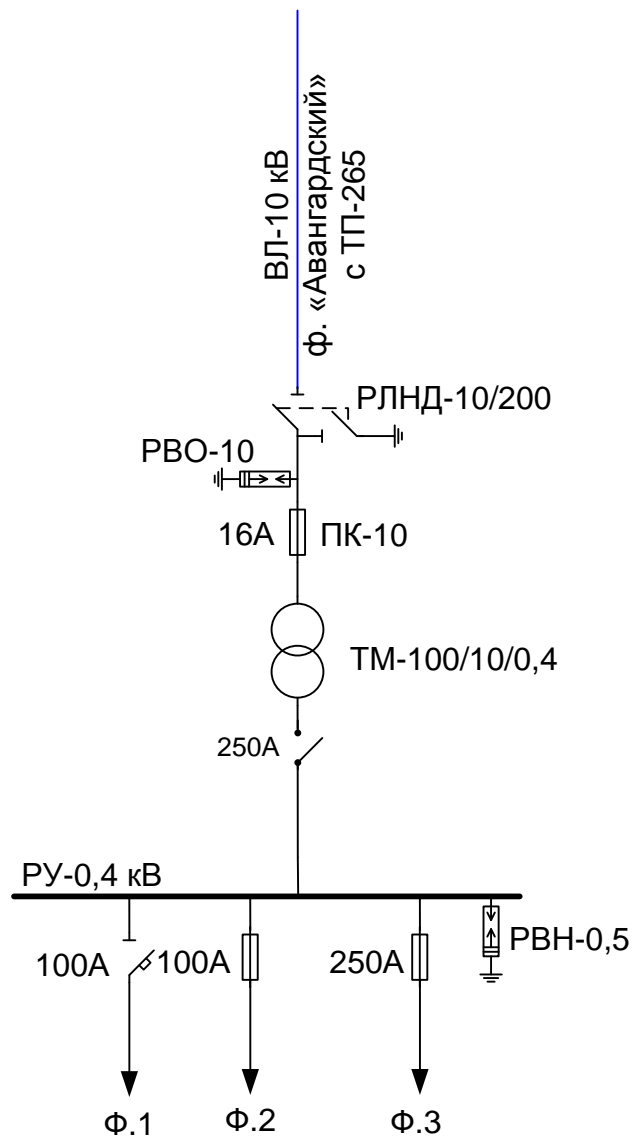 ВЛ-10 кВ
ф. «Авангардский»
с ТП-265
РЛНД-10/200
РВО-10
16А
ПК-10
ТМ-100/10/0,4
250А
РУ-0,4 кВ
100А
100А
250А
РВН-0,5
Ф.1
Ф.2
Ф.3